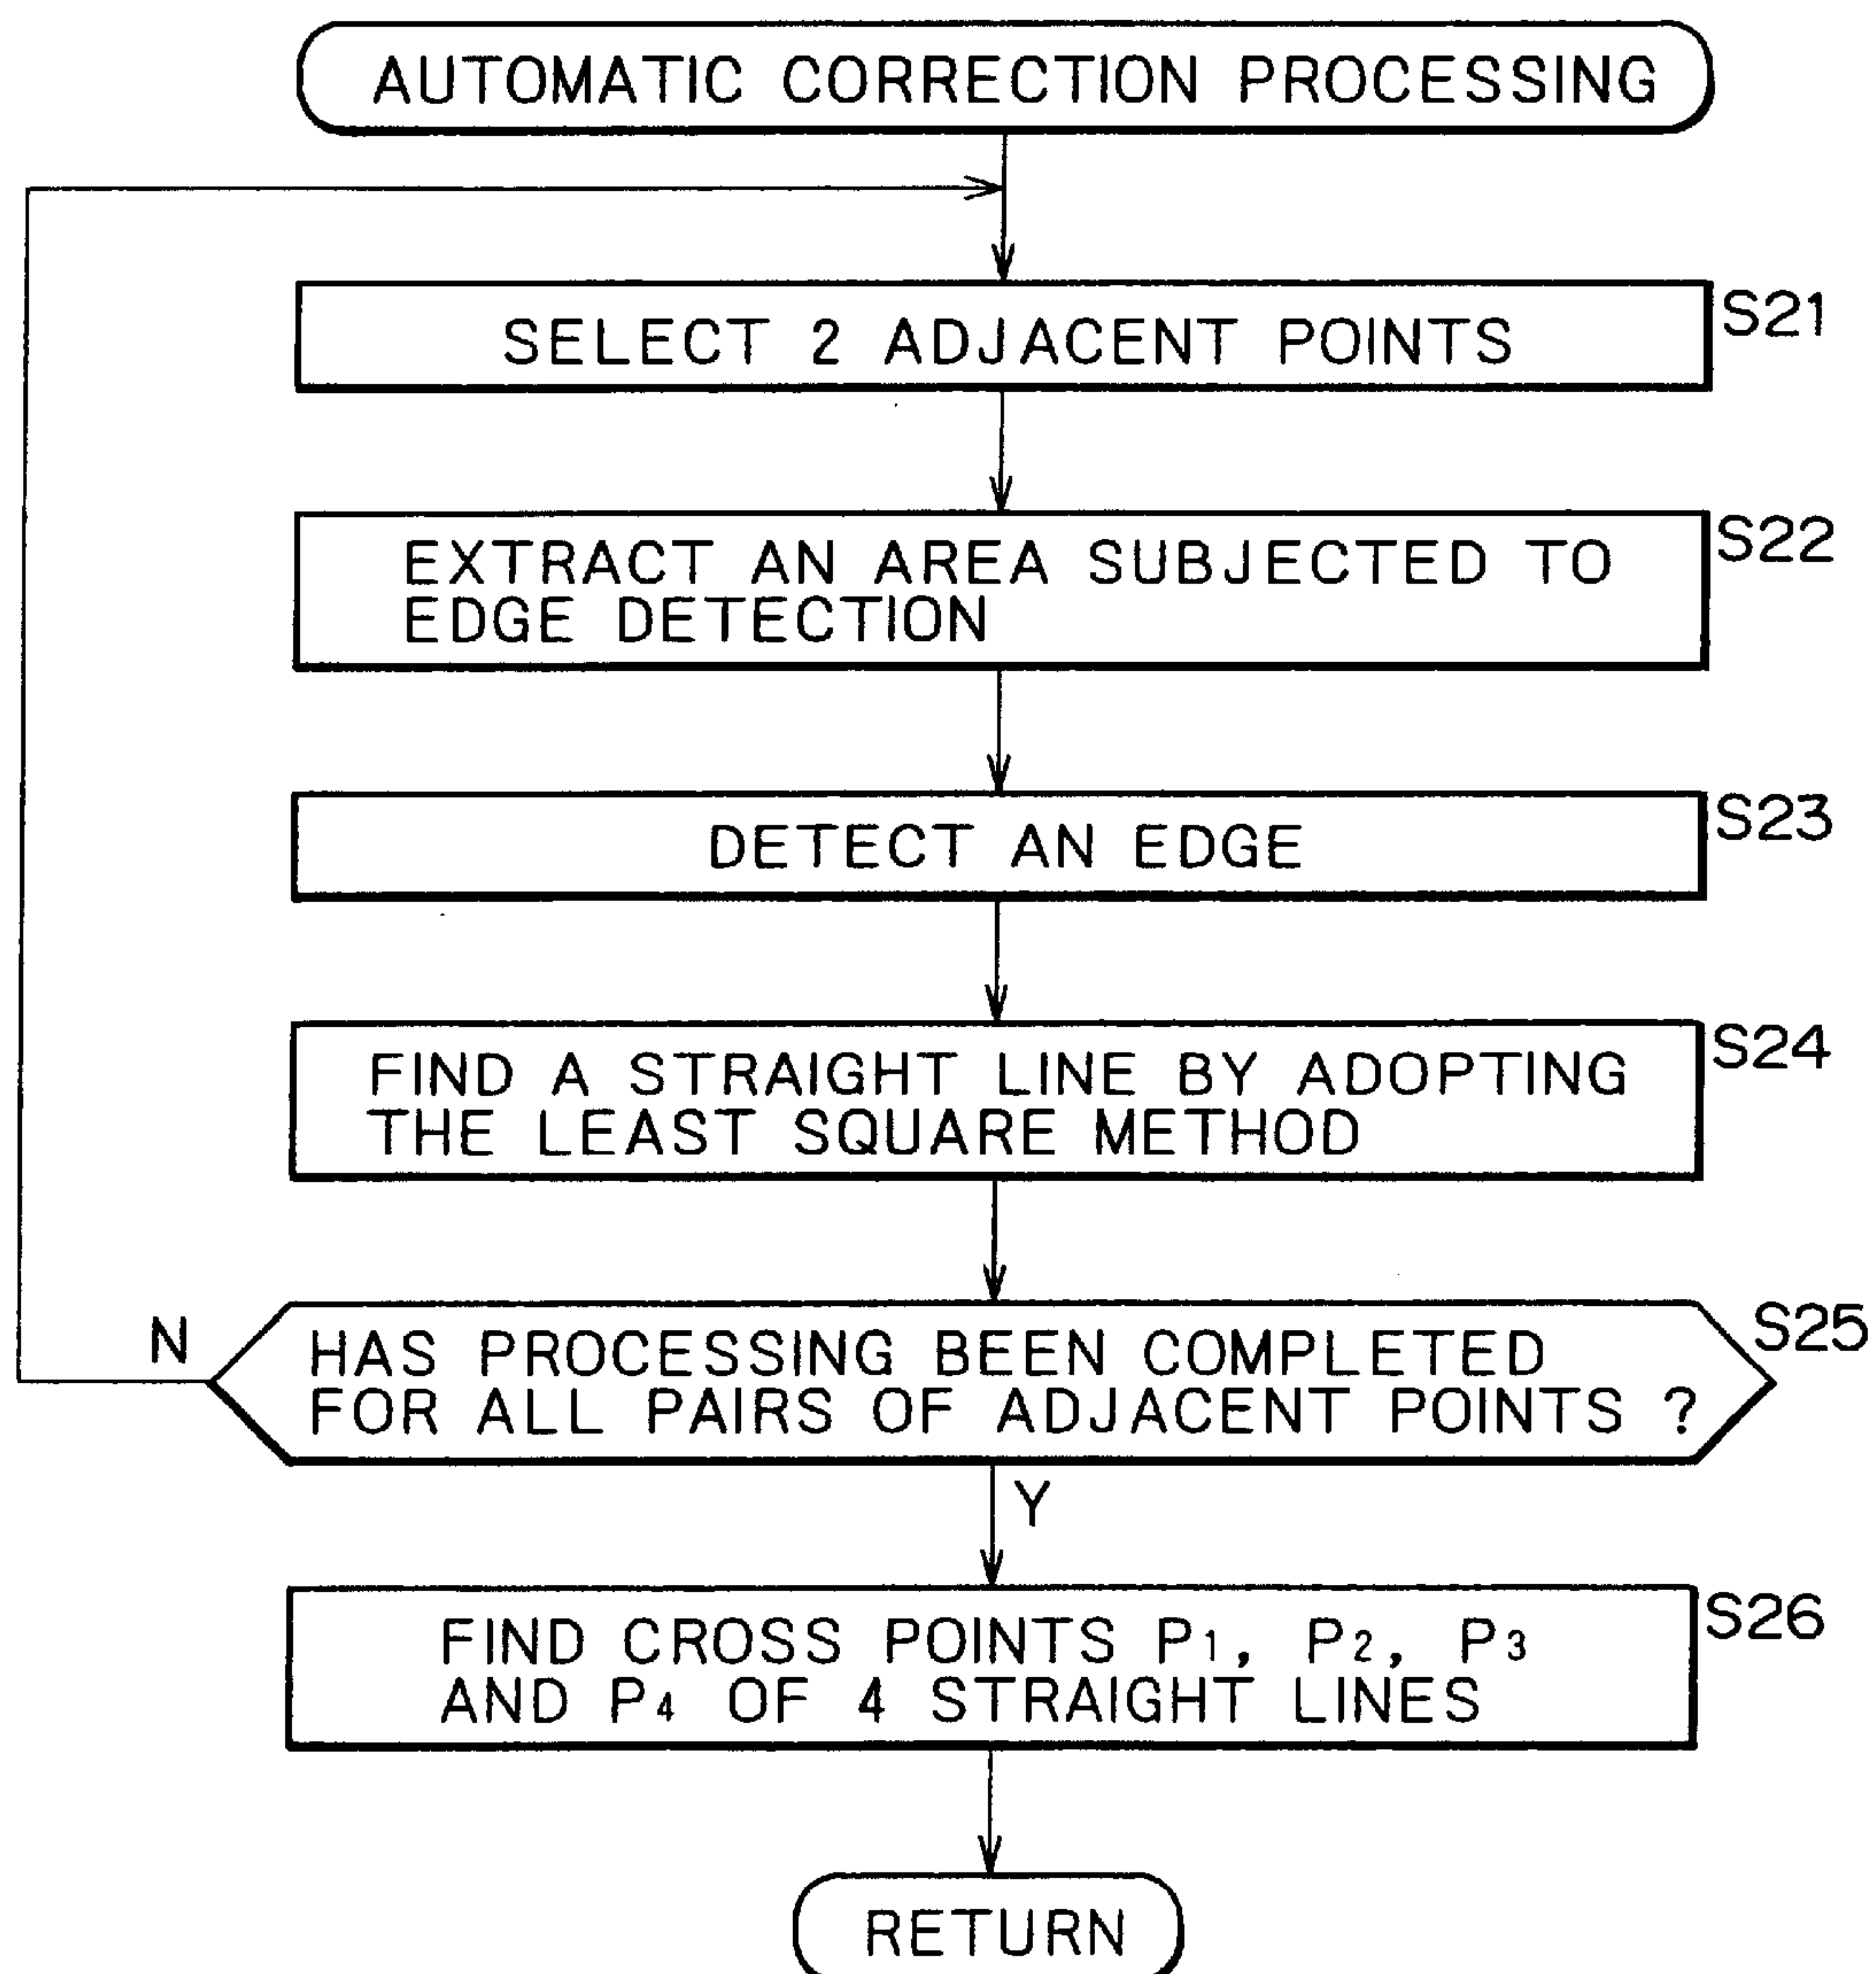 AUTOMATIC CORRECTION PROCESSING
SELECT 2 ADJACENT POINTS
S21
EXTRACT AN AREA SUBJECTED TO
EDGE DETECTION
S22
DETECT AN EDGE
S23
FIND A STRAIGHT LINE BY ADOPTING
THE LEAST SQUARE METHOD
S24
N
HAS PROCESSING BEEN COMPLETED
FOR ALL PAIRS OF ADJACENT POINTS ?
S25
Y
FIND CROSS POINTS P1, P2, P3
AND P4 OF 4 STRAIGHT LINES
S26
RETURN